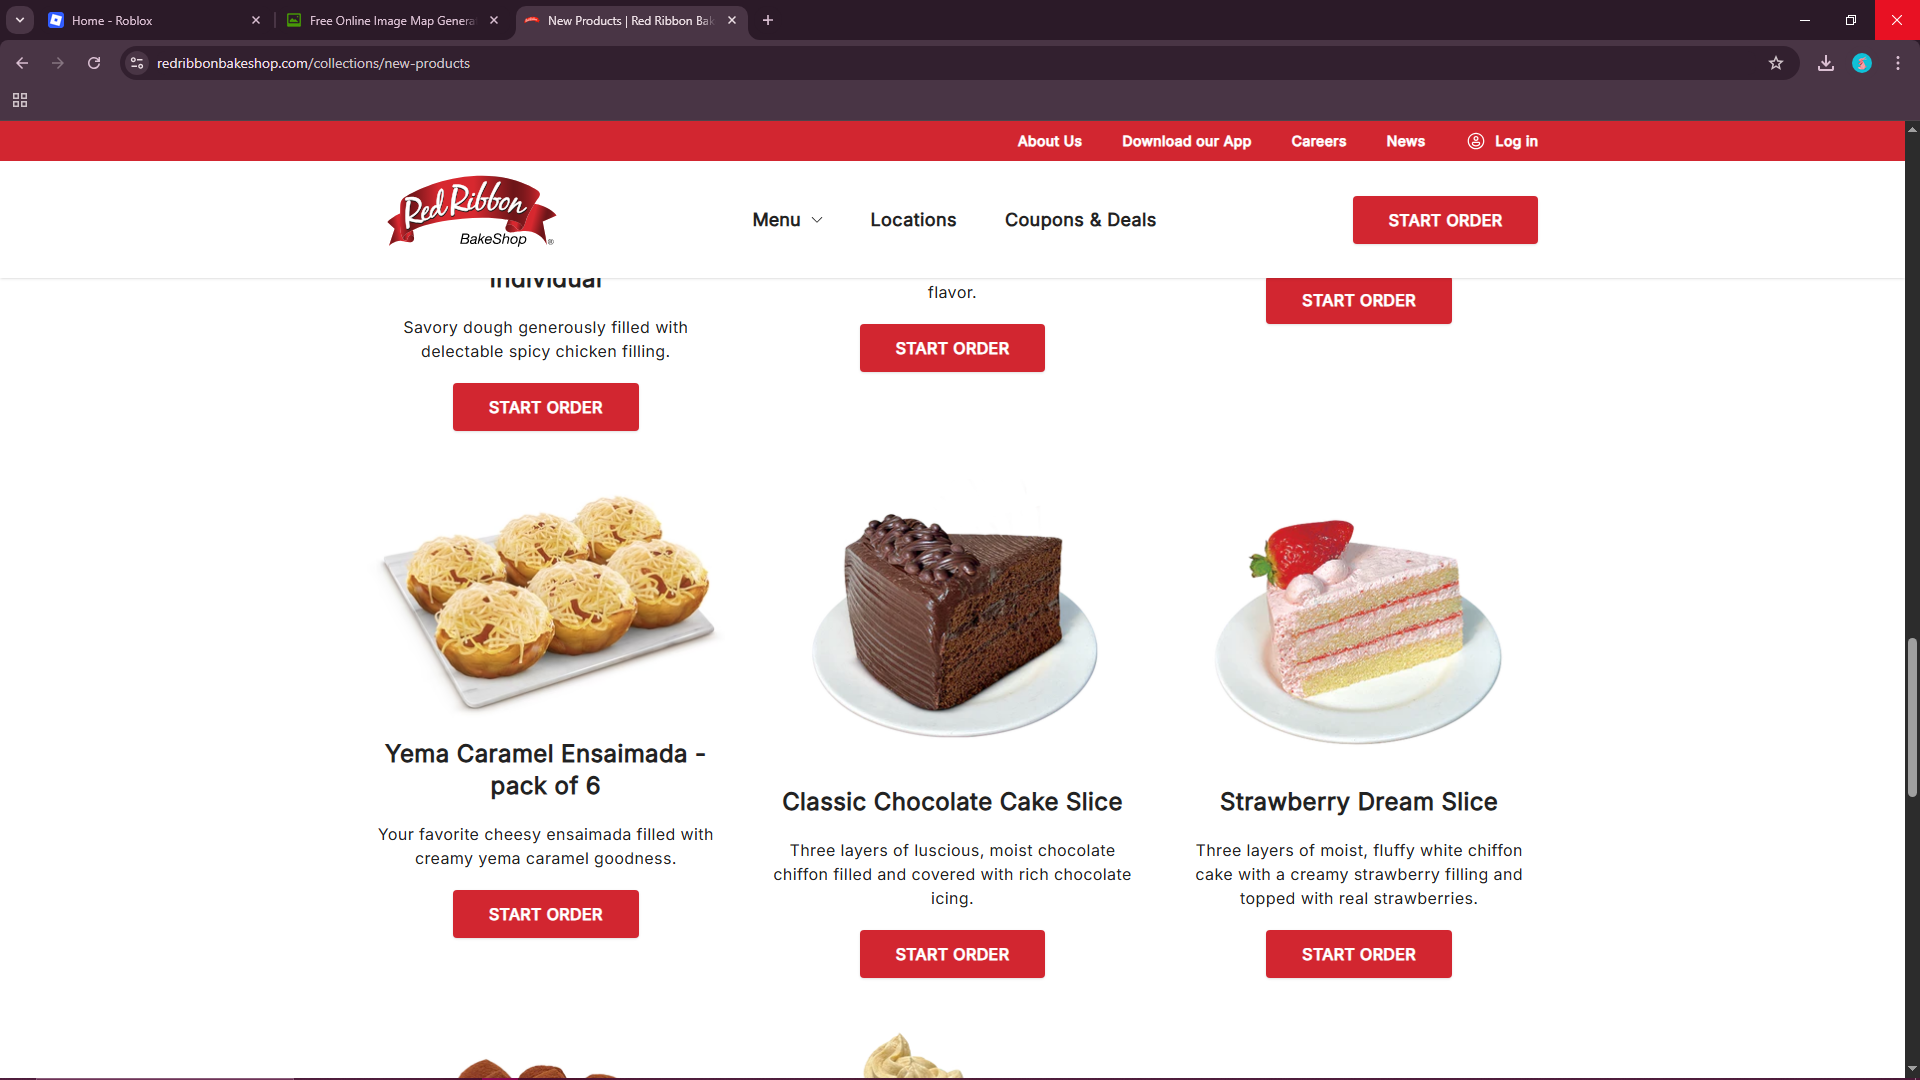 Home - Roblox
Free Online Image Map Genera
New Products | Red Ribbon Bak
redribbonbakeshop.com/collections/new-products
About Us
Download our App
Careers
News
Log in
Red Ribbon
BakeShop®
Menu
Locations
Coupons & Deals
START ORDER
Individual
Savory dough generously filled with
delectable spicy chicken filling.
START ORDER
flavor.
START ORDER
START ORDER
Yema Caramel Ensaimada -
pack of 6
Your favorite cheesy ensaimada filled with
creamy yema caramel goodness.
START ORDER
Classic Chocolate Cake Slice
Three layers of luscious, moist chocolate
chiffon filled and covered with rich chocolate
icing.
START ORDER
Strawberry Dream Slice
Three layers of moist, fluffy white chiffon
cake with a creamy strawberry filling and
topped with real strawberries.
START ORDER